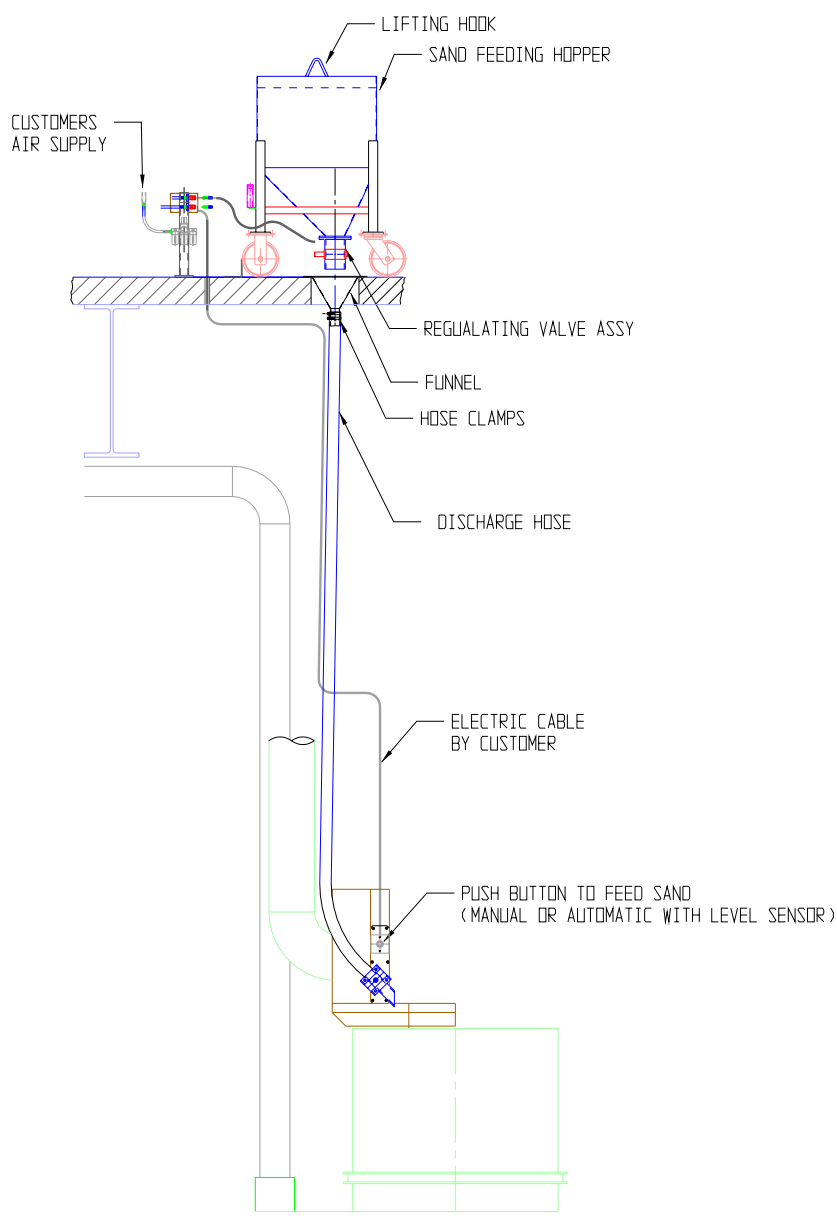 LIFTING HOOK
SAND FEEDING HOPPER
CUSTOMERS
AIR SUPPLY
REGUALATING VALVE ASSY
FUNNEL
HOSE CLAMPS
DISCHARGE HOSE
ELECTRIC CABLE
BY CUSTOMER
PUSH BUTTON TO FEED SAND
(MANUAL OR AUTOMATIC WITH LEVEL SENSOR)